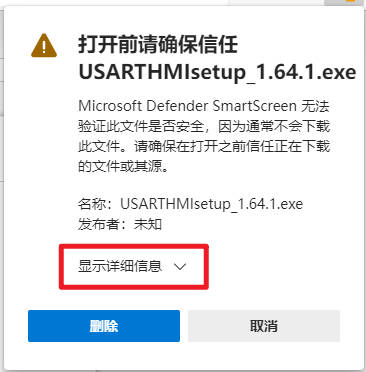 打开前请确保信任
USARTHMIsetup_1.64.1.exe
Microsoft Defender SmartScreen 无法
验证此文件是否安全，因为通常不会下载
此文件。请确保在打开之前信任正在下载
的文件或其源。
名称：USARTHMIsetup_1.64.1.exe
发布者：未知
显示详细信息
删除
取消